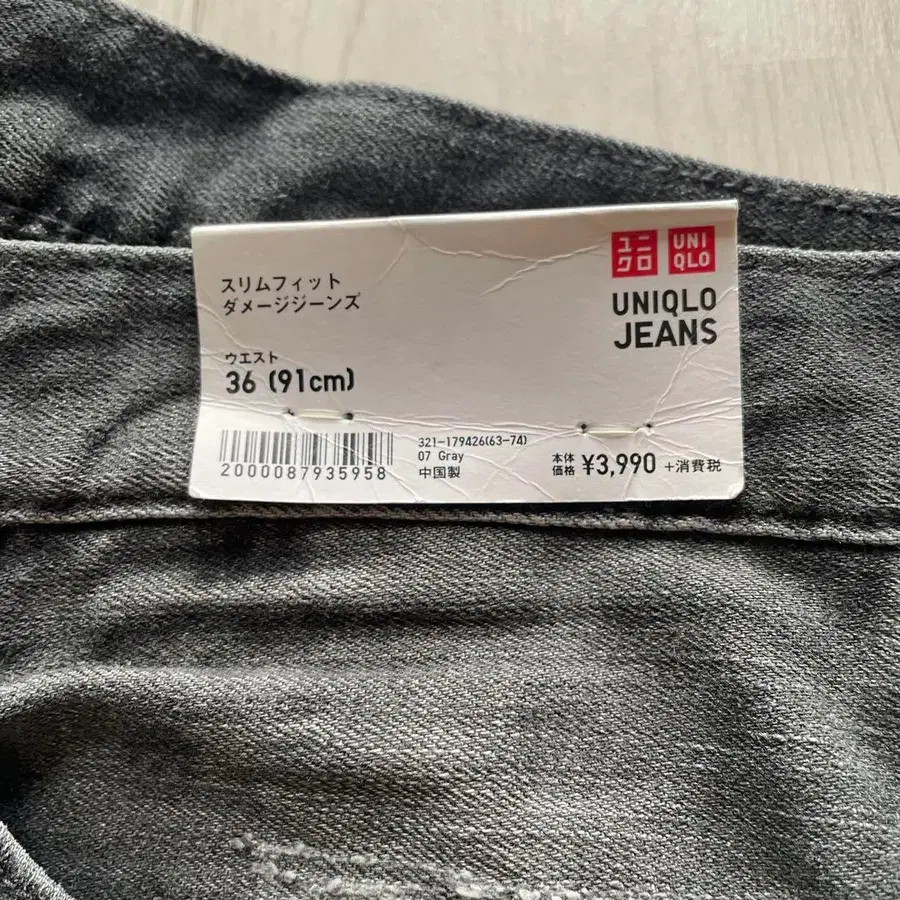 スリムフィット
ダメージジーンズ
ユニ
クロ
UNI
QLO
UNIQLO
JEANS
ウエスト
36 (91cm)
2000087935958
321-179426(63-74)
07 Gray
中国製
本体
価格 ¥3,990 +消費税